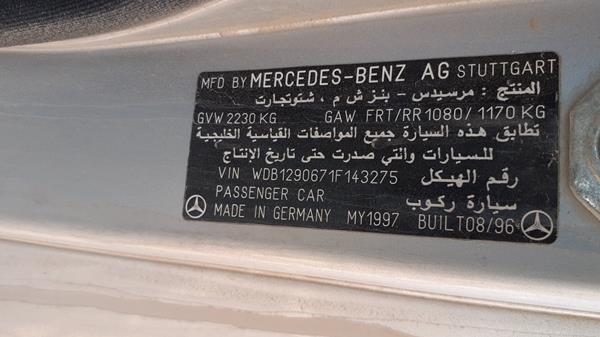 MFD BY MERCEDES-BENZ AG STUTTGART
المنتج: مرسيدس - بنز ش م ، شتوتجارت
GVW 2230 KG GAW FRT/RR 1080/ 1170 KG
تطابق هذه السيارة جميع المواصفات القياسية الخليجية
للسيارات والتي صدرت حتى تاريخ الإنتاج
VIN WDB1290671F143275 رقم الهيكل
PASSENGER CAR سيارة ركوب
MADE IN GERMANY MY1997 BUILT08/96